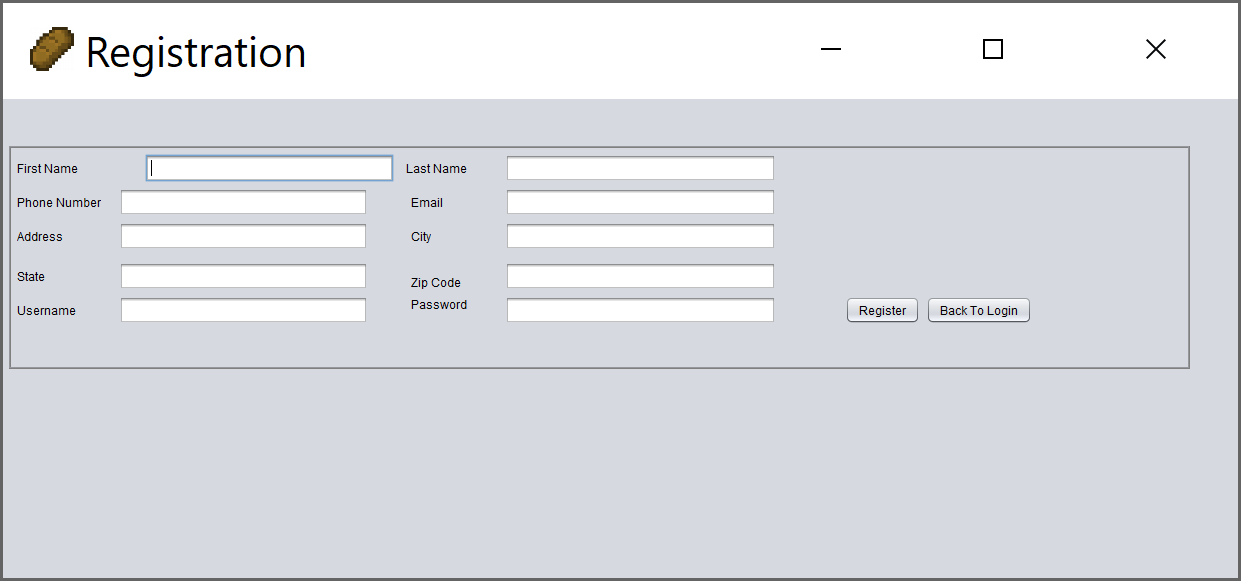 Registration
First Name Last Name
Phone Number Email
Address City
State Zip Code
Username Password Register Back To Login